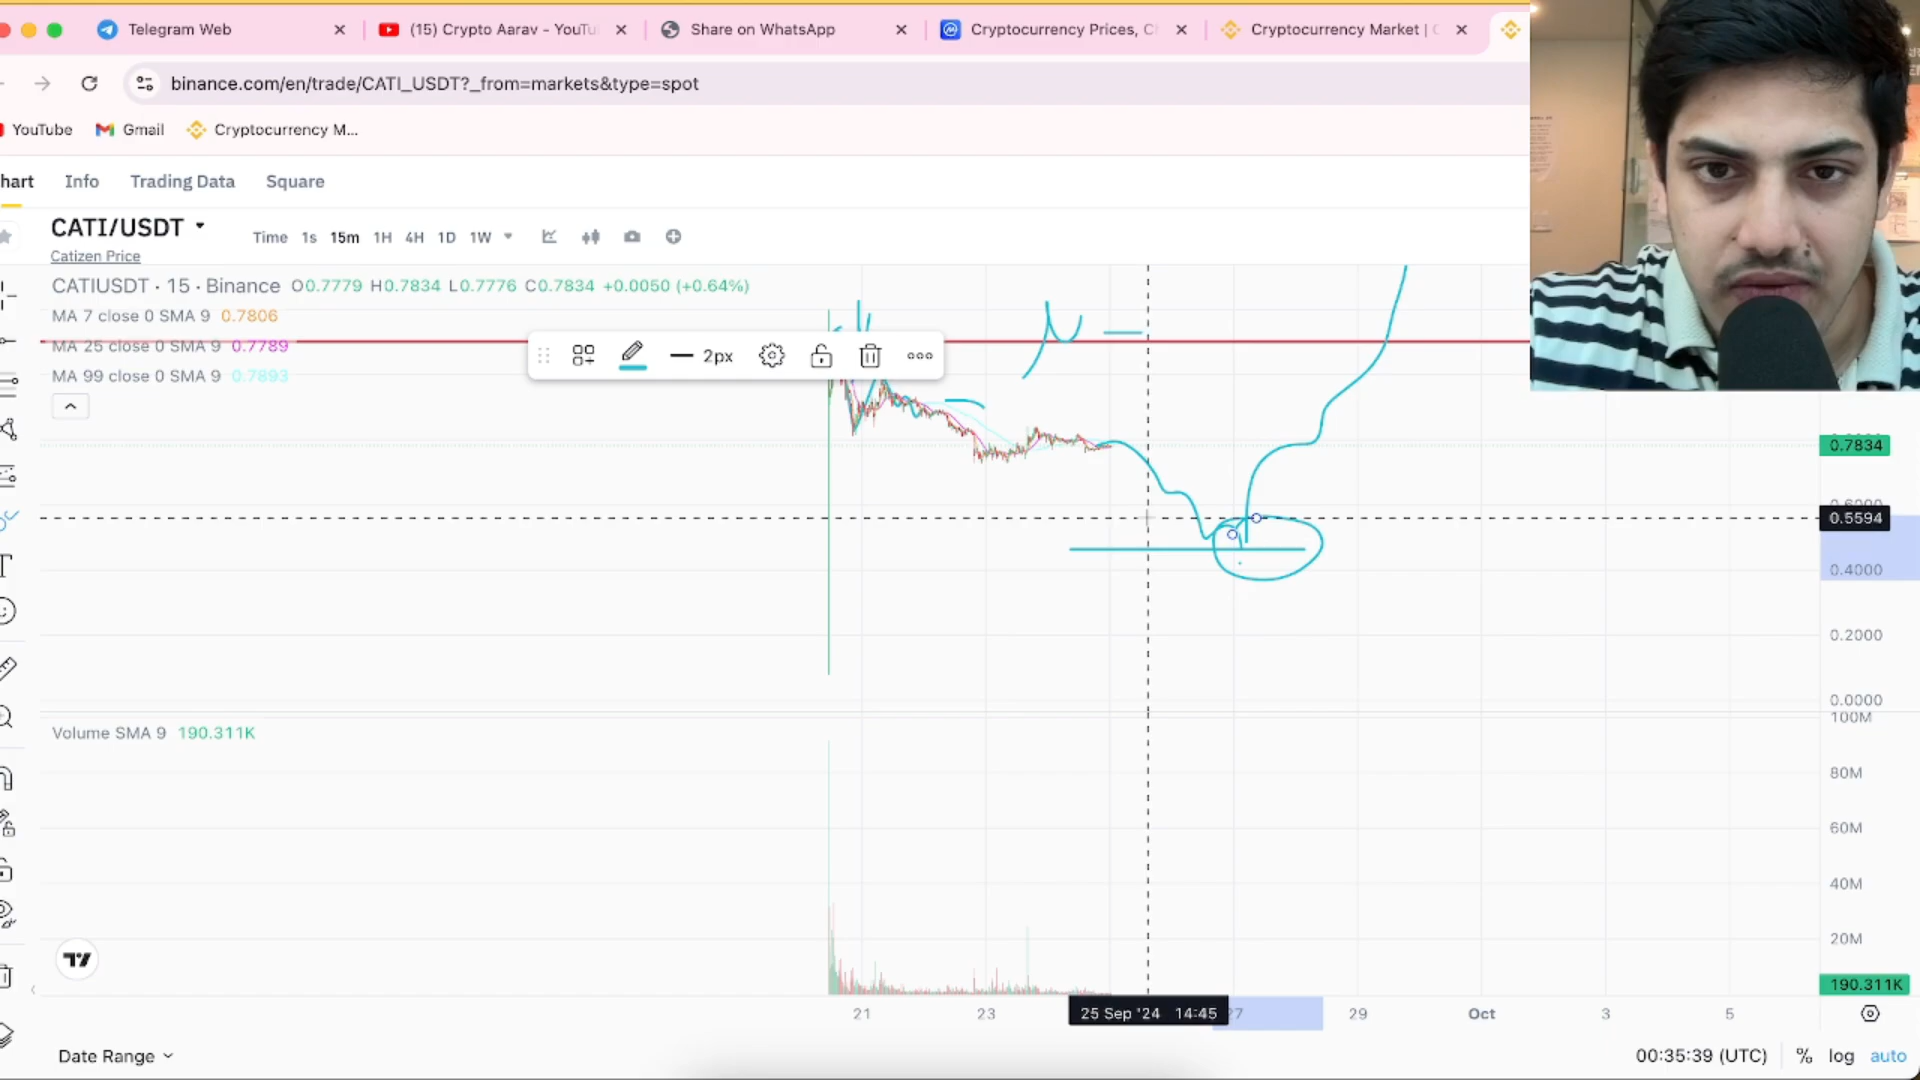 Telegram Web
(15) Crypto Aarav - YouTu
Share on WhatsApp
Cryptocurrency Prices, C
Cryptocurrency Market | C
binance.com/en/trade/CATI_USDT?_from=markets&type=spot
YouTube
Gmail
Cryptocurrency M...
hart
Info
Trading Data
Square
CATI/USDT
Catizen Price
Time 1s 15m 1H 4H 1D 1W
CATIUSDT · 15 · Binance O0.7779 H0.7834 L0.7776 C0.7834 +0.0050 (+0.64%)
MA 7 close 0 SMA 9 0.7806
MA 25 close 0 SMA 9 0.7789
MA 99 close 0 SMA 9 0.7893
2px
0.7834
0.6000
0.5594
0.4000
0.2000
0.0000
100M
Volume SMA 9 190.311K
80M
60M
40M
20M
190.311K
21
23
25 Sep '24 14:45
27
29
Oct
3
5
Date Range
00:35:39 (UTC)
%
log
auto